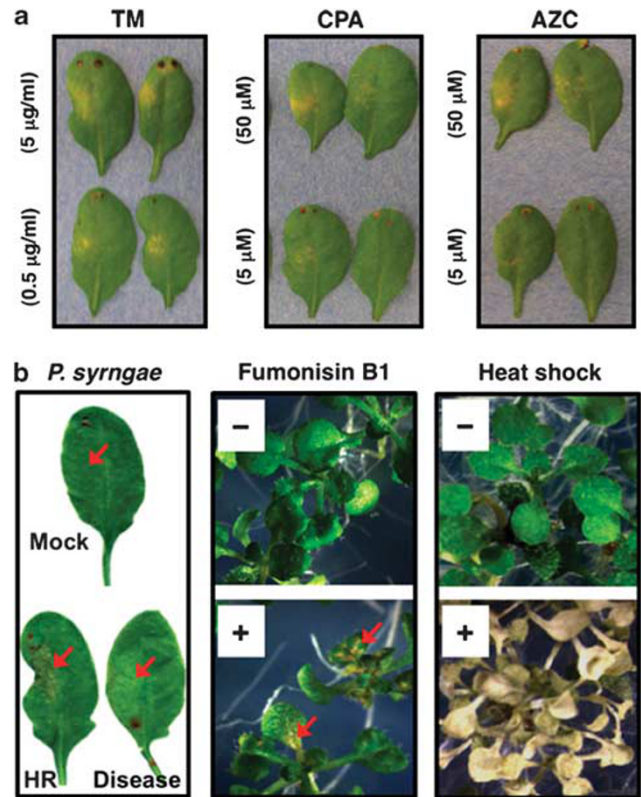 a
TM CPA AZC
(5 μg/ml) (50 μM) (50 μM)
(0.5 μg/ml) (5 μM) (5 μM)
b P. syrngae Fumonisin B1 Heat shock
− −
Mock
+ +
HR Disease